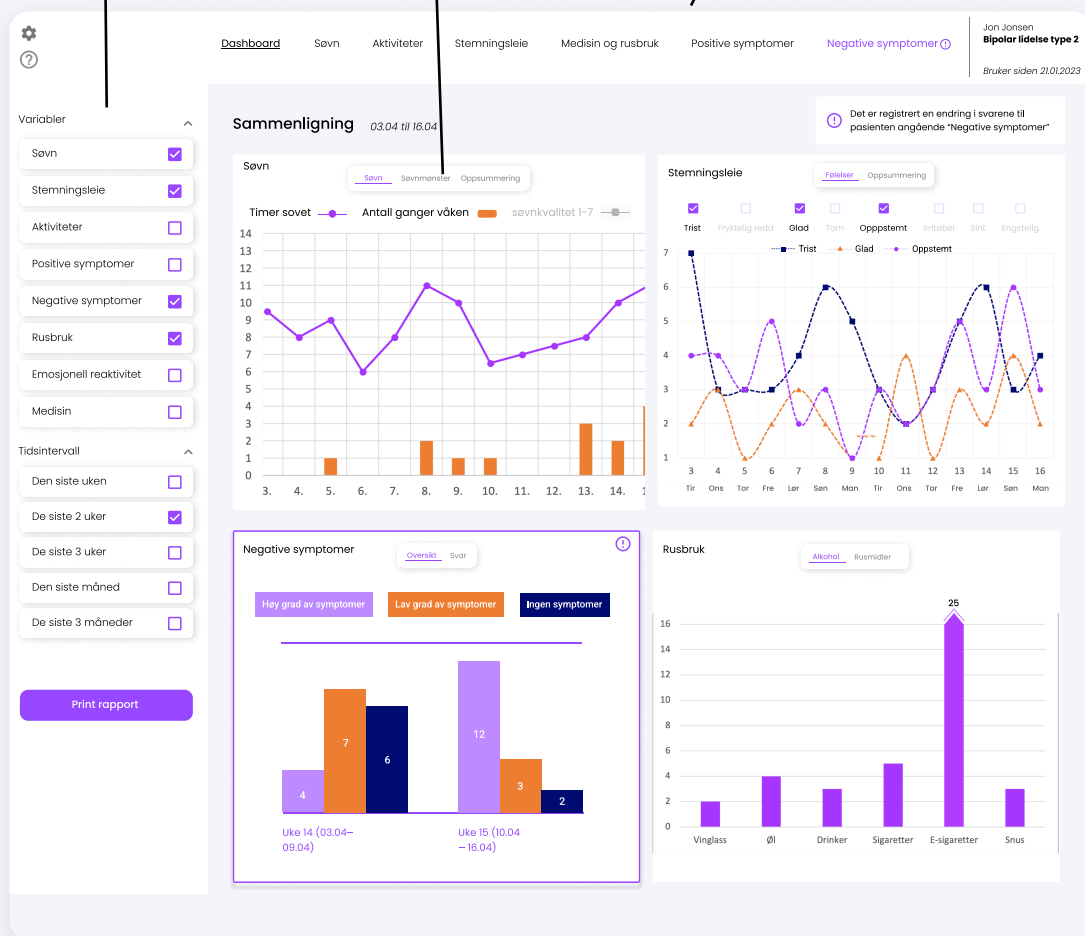 Dashboard Søvn Aktiviteter Stemningsleie Medisin og rusbruk Positive symptomer Negative symptomer
Jon Jonsen
Bipolar lidelse type 2
Bruker siden 21.01.2023
Variabler
Søvn
Stemningsleie
Aktiviteter
Positive symptomer
Negative symptomer
Rusbruk
Emosjonell reaktivitet
Medisin
Tidsintervall
Den siste uken
De siste 2 uker
De siste 3 uker
Den siste måned
De siste 3 måneder
Print rapport
Sammenligning 03.04 til 16.04
Det er registrert en endring i svarene til
pasienten angående “Negative symptomer”
Søvn
Søvn Søvnmønster Oppsummering
Timer sovet Antall ganger våken søvnkvalitet 1-7
14
13
12
11
10
9
8
7
6
5
4
3
2
1
0
3. 4. 5. 6. 7. 8. 9. 10. 11. 12. 13. 14. 1
Stemningsleie
Følelser Oppsummering
Trist Fryktelig redd Glad Tom Opppstemt Irritabel Sint Engstelig
Trist Glad Oppstemt
7
6
5
4
3
2
1
3 4 5 6 7 8 9 10 11 12 13 14 15 16
Tir Ons Tor Fre Lør Søn Man Tir Ons Tor Fre Lør Søn Man
Negative symptomer
Oversikt Svar
Høy grad av symptomer Lav grad av symptomer Ingen symptomer
4 7 6 12 3 2
Uke 14 (03.04–
09.04)
Uke 15 (10.04
– 16.04)
Rusbruk
Alkohol Rusmidler
25
16
14
12
10
8
6
4
2
0
Vinglass Øl Drinker Sigaretter E-sigaretter Snus